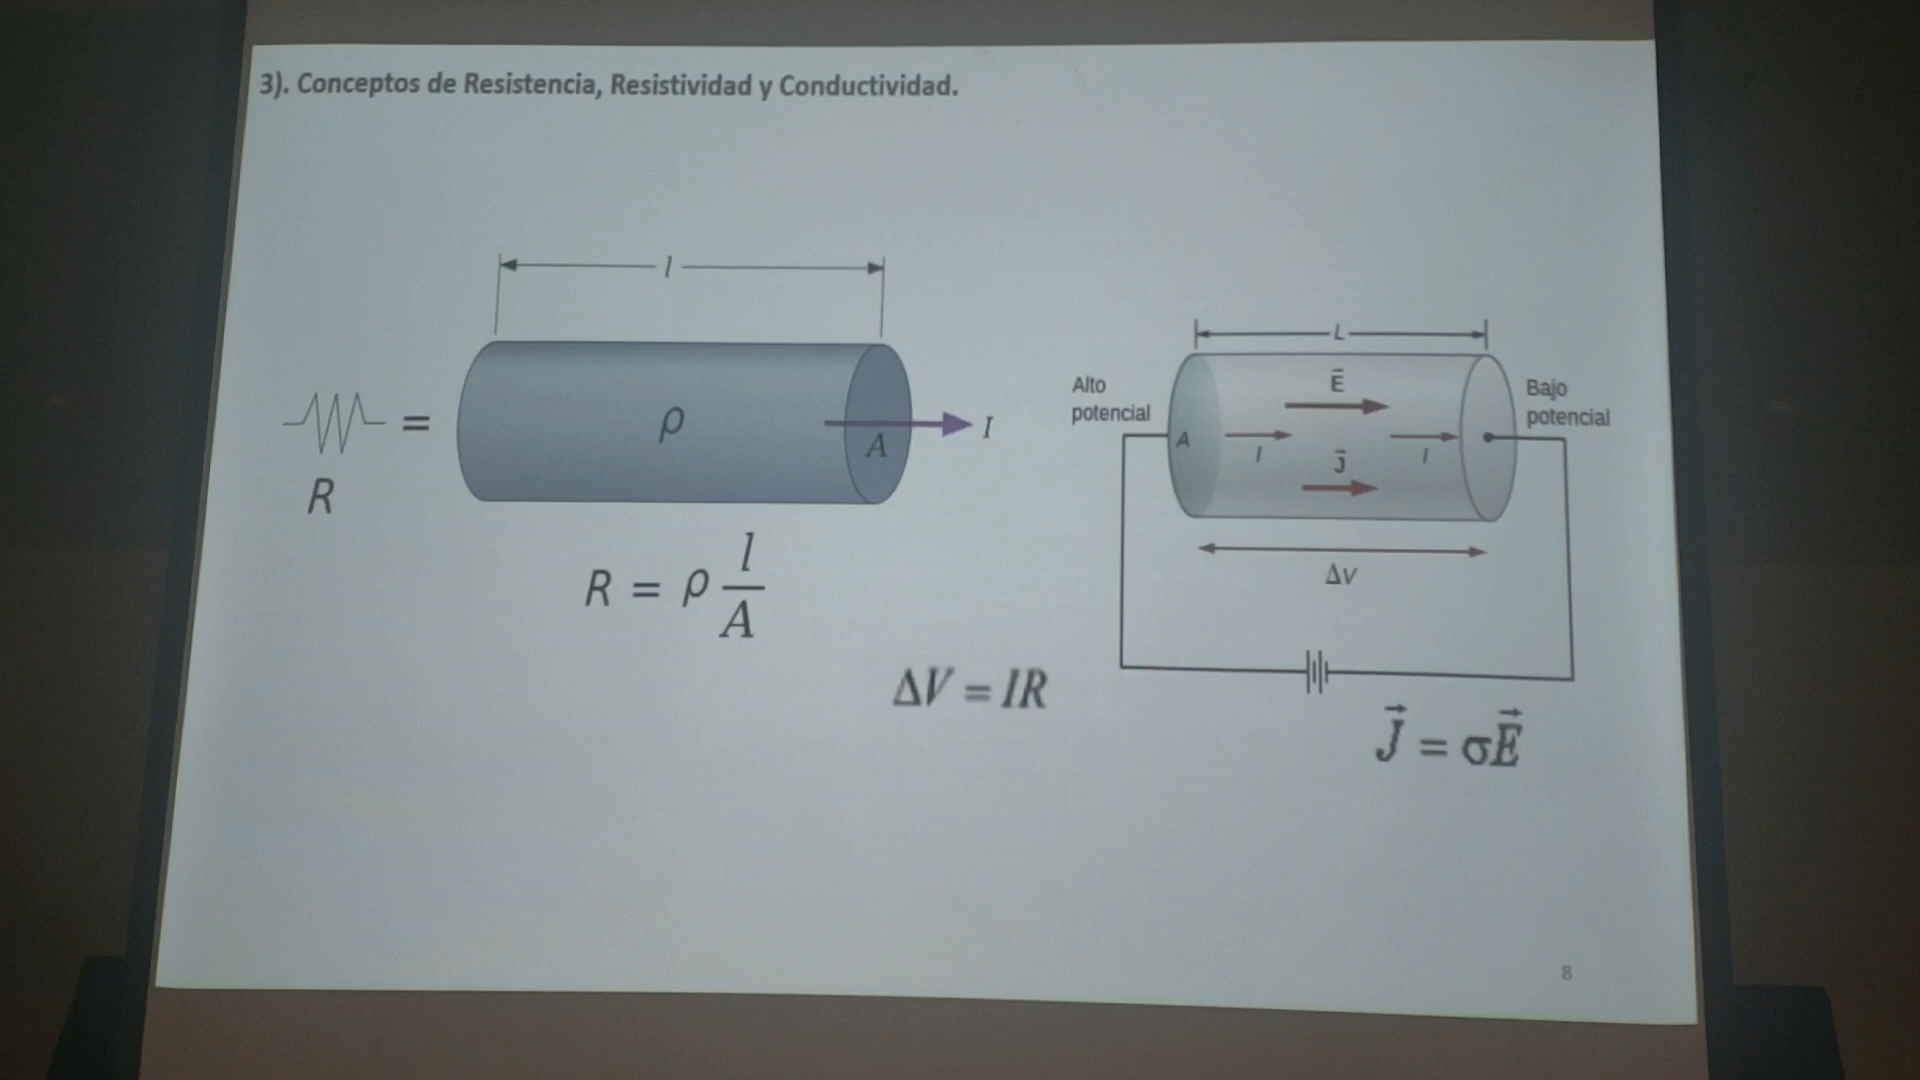 3). Conceptos de Resistencia, Resistividad y Conductividad.
l
R
=
ρ
A
I
R = ρ l/A
ΔV = IR
L
Alto
potencial
Bajo
potencial
E⃗
A
I
I
J⃗
ΔV
J⃗ = σE⃗
8